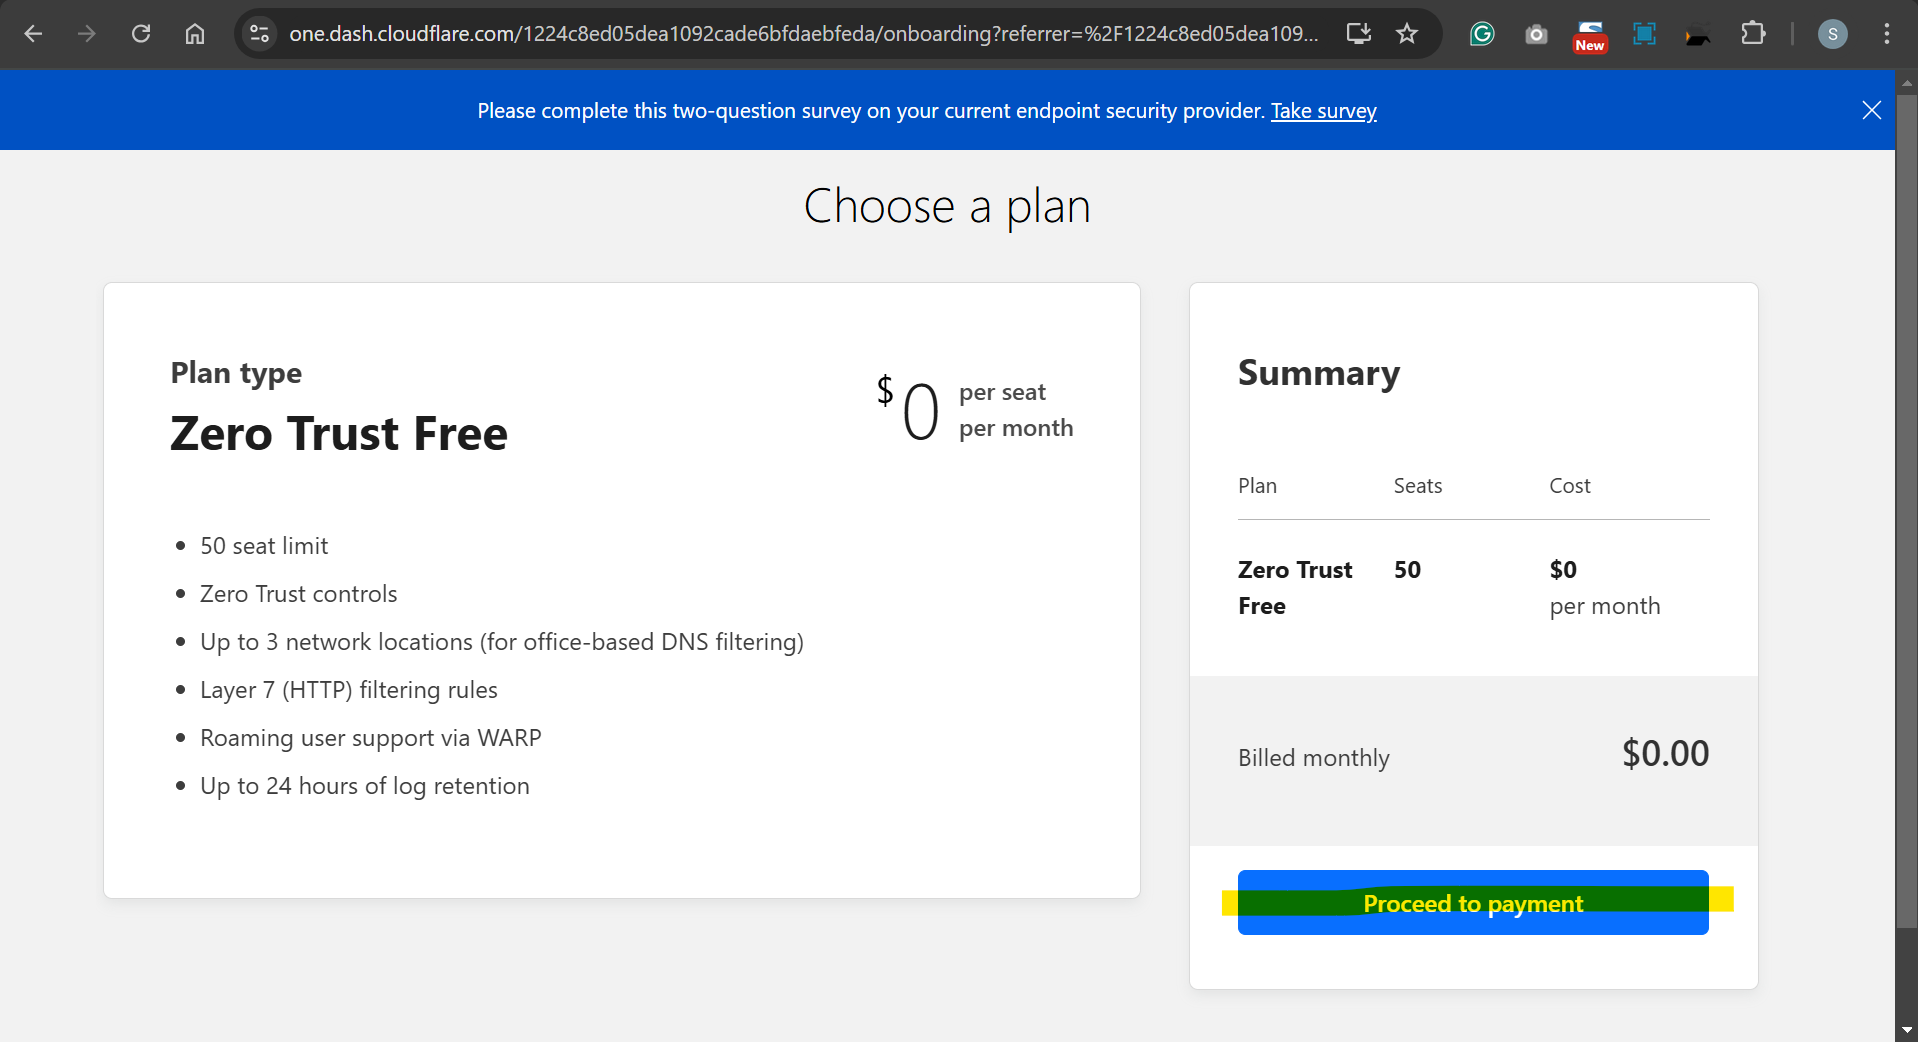 one.dash.cloudflare.com/1224c8ed05dea1092cade6bfdaebfeda/onboarding?referrer=%2F1224c8ed05dea109...
New
S
Please complete this two-question survey on your current endpoint security provider. Take survey
Choose a plan
Plan type
Zero Trust Free
$0 per seat
per month
• 50 seat limit
• Zero Trust controls
• Up to 3 network locations (for office-based DNS filtering)
• Layer 7 (HTTP) filtering rules
• Roaming user support via WARP
• Up to 24 hours of log retention
Summary
Plan Seats Cost
Zero Trust 50 $0
Free per month
Billed monthly $0.00
Proceed to payment